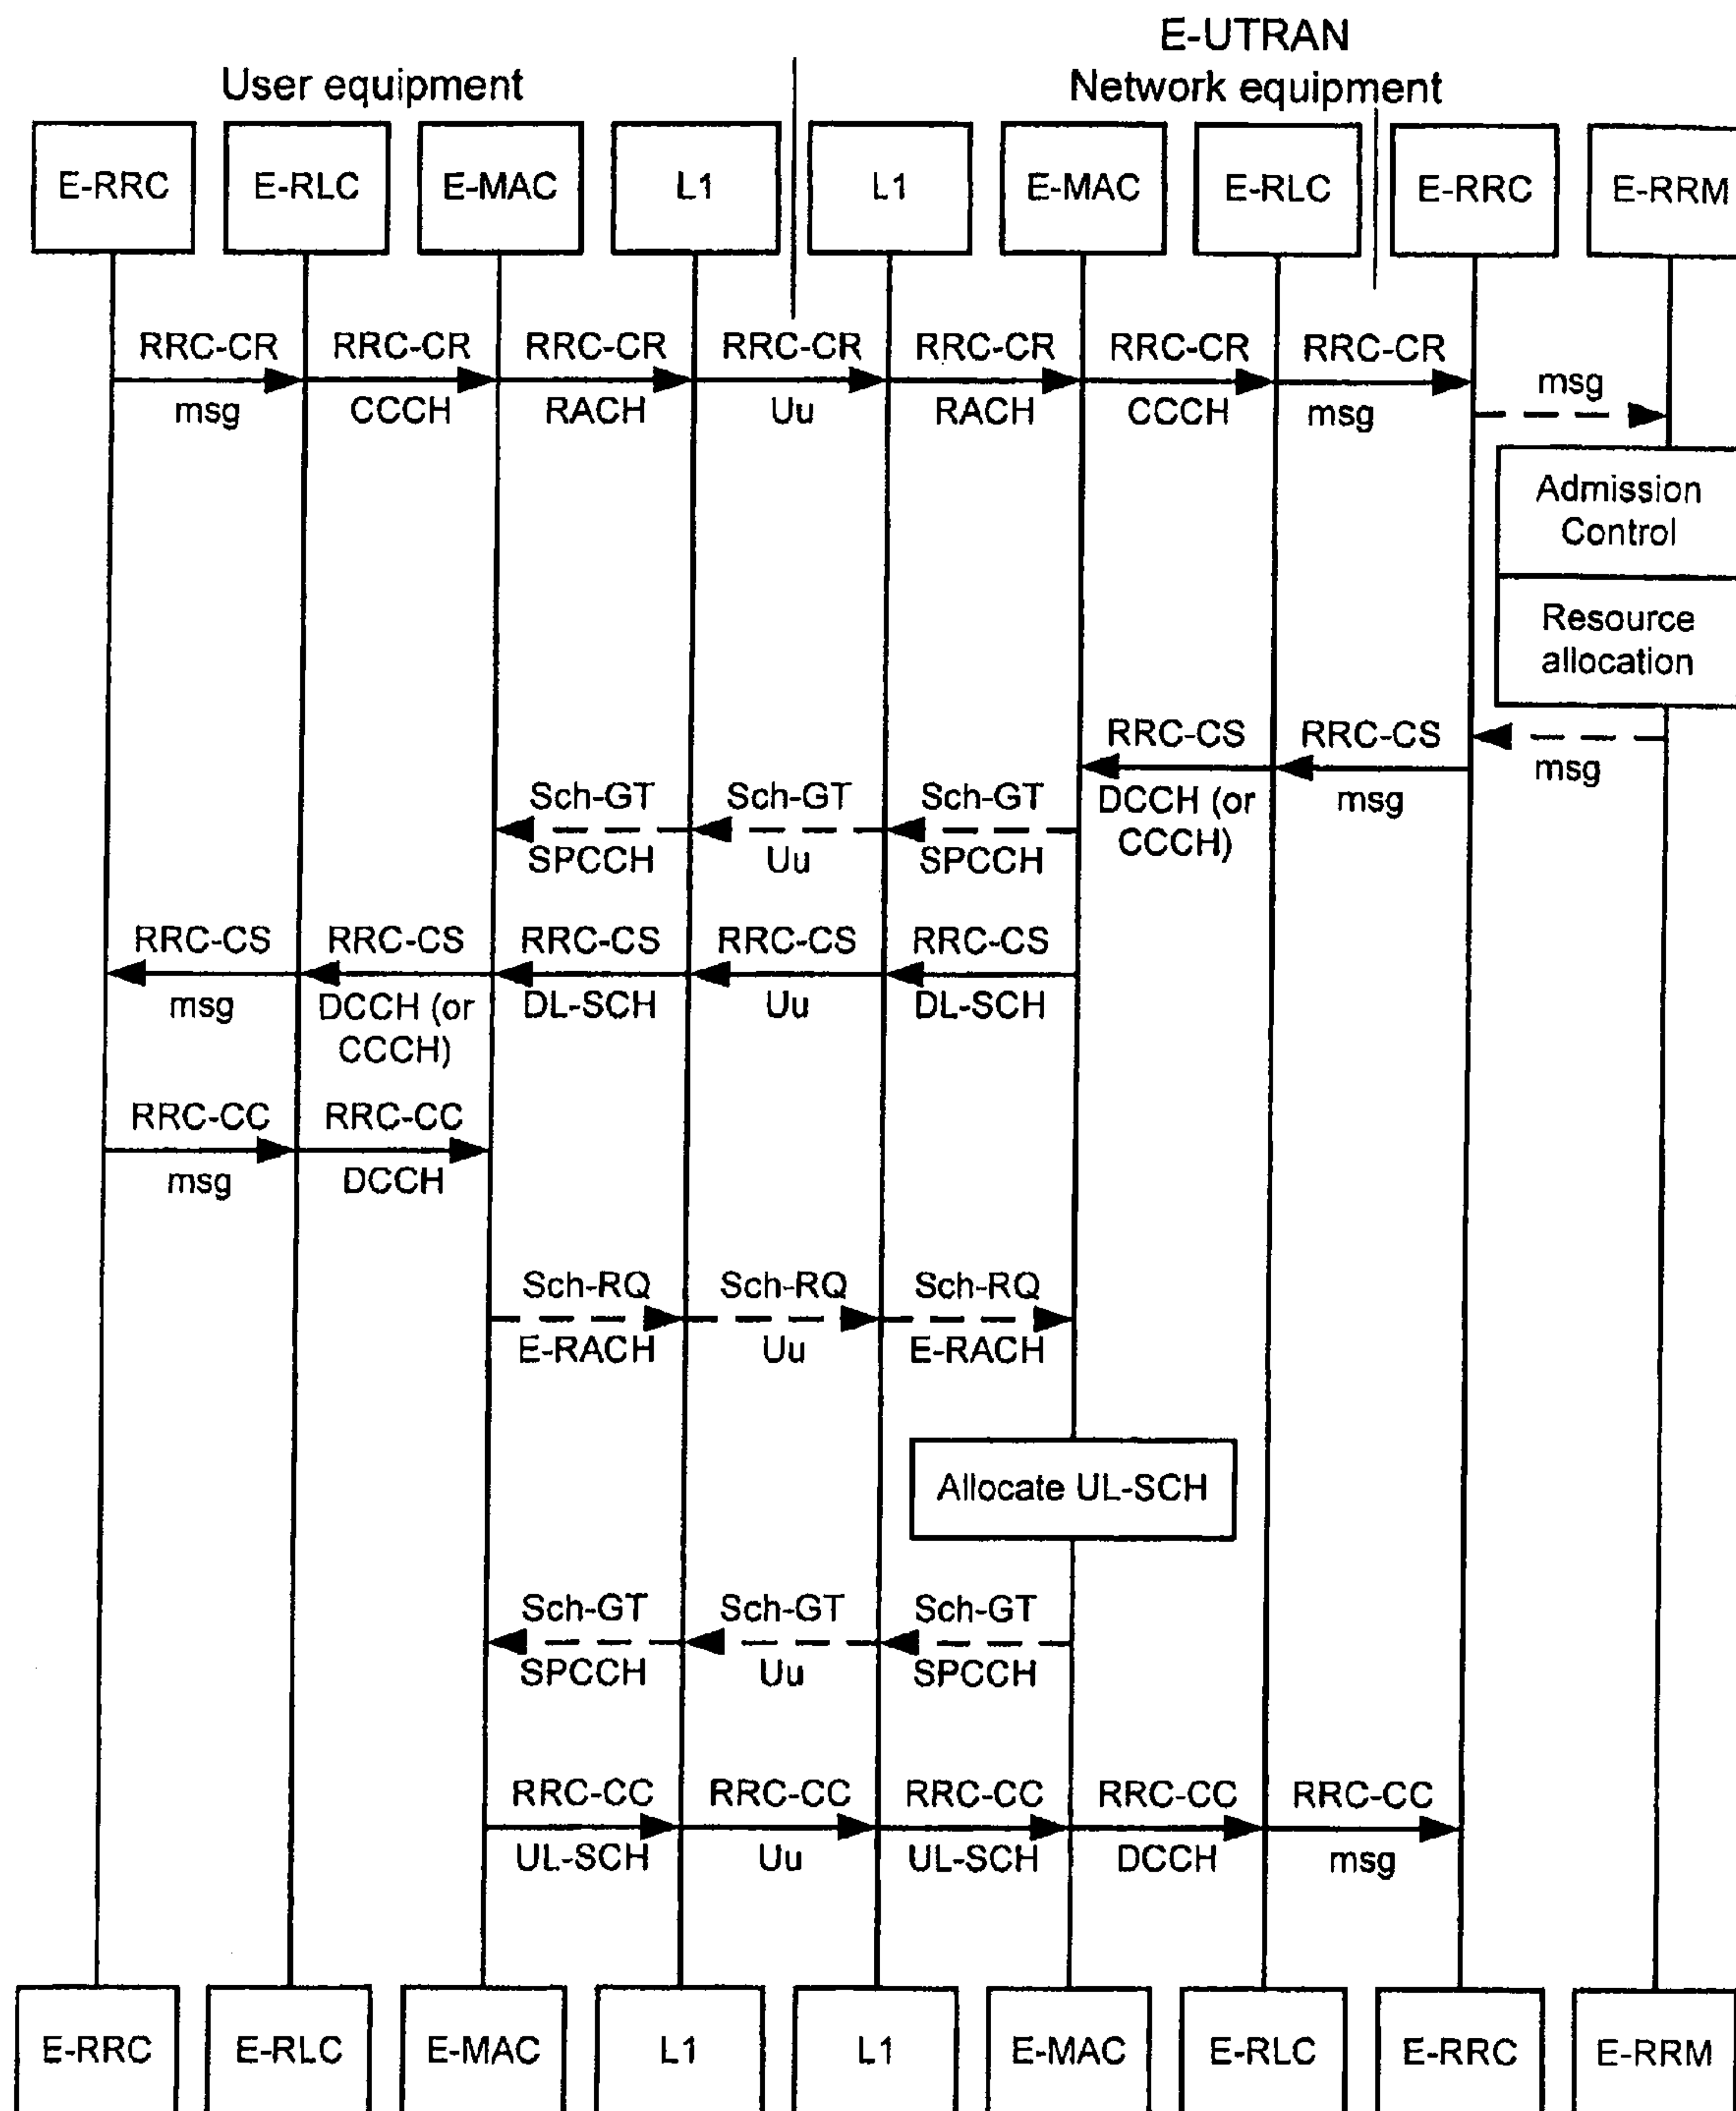 E-UTRAN
User equipment
Network equipment
E-RRC
E-RLC
E-MAC
L1
L1
E-MAC
E-RLC
E-RRC
E-RRM
RRC-CR
RRC-CR
RRC-CR
RRC-CR
RRC-CR
RRC-CR
RRC-CR
msg
CCCH
RACH
Uu
RACH
CCCH
msg
msg
Admission
Control
Resource
allocation
RRC-CS
RRC-CS
DCCH (or
CCCH)
msg
msg
Sch-GT
Sch-GT
Sch-GT
SPCCH
Uu
SPCCH
RRC-CS
RRC-CS
RRC-CS
RRC-CS
RRC-CS
msg
DCCH (or
CCCH)
DL-SCH
Uu
DL-SCH
RRC-CC
RRC-CC
msg
DCCH
Sch-RQ
Sch-RQ
Sch-RQ
E-RACH
Uu
E-RACH
Allocate UL-SCH
Sch-GT
Sch-GT
Sch-GT
SPCCH
Uu
SPCCH
RRC-CC
RRC-CC
RRC-CC
RRC-CC
RRC-CC
UL-SCH
Uu
UL-SCH
DCCH
msg
E-RRC
E-RLC
E-MAC
L1
L1
E-MAC
E-RLC
E-RRC
E-RRM